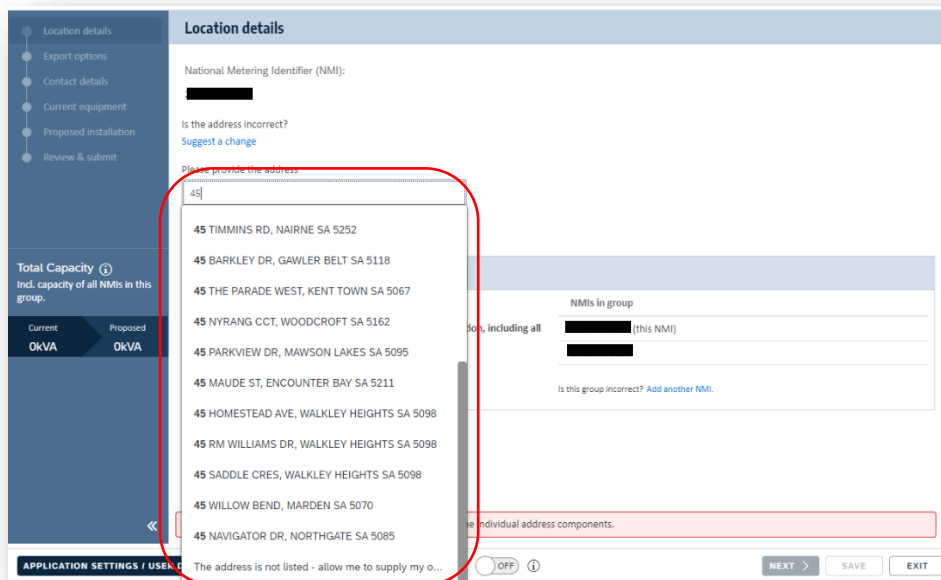 Location details
Export options
Contact details
Current equipment
Proposed installation
Review & submit
Total Capacity
Incl. capacity of all NMIs in this
group.
Current Proposed
0kVA 0kVA
Location details
National Metering Identifier (NMI):
Is the address incorrect?
Suggest a change
Please provide the address
45
45 TIMMINS RD, NAIRNE SA 5252
45 BARKLEY DR, GAWLER BELT SA 5118
45 THE PARADE WEST, KENT TOWN SA 5067
45 NYRANG CCT, WOODCROFT SA 5162
45 PARKVIEW DR, MAWSON LAKES SA 5095
45 MAUDE ST, ENCOUNTER BAY SA 5211
45 HOMESTEAD AVE, WALKLEY HEIGHTS SA 5098
45 RM WILLIAMS DR, WALKLEY HEIGHTS SA 5098
45 SADDLE CRES, WALKLEY HEIGHTS SA 5098
45 WILLOW BEND, MARDEN SA 5070
45 NAVIGATOR DR, NORTHGATE SA 5085
The address is not listed - allow me to supply my o...
NMIs in group
including all
(this NMI)
Is this group incorrect? Add another NMI.
individual address components.
APPLICATION SETTINGS / USER
OFF
NEXT > SAVE EXIT